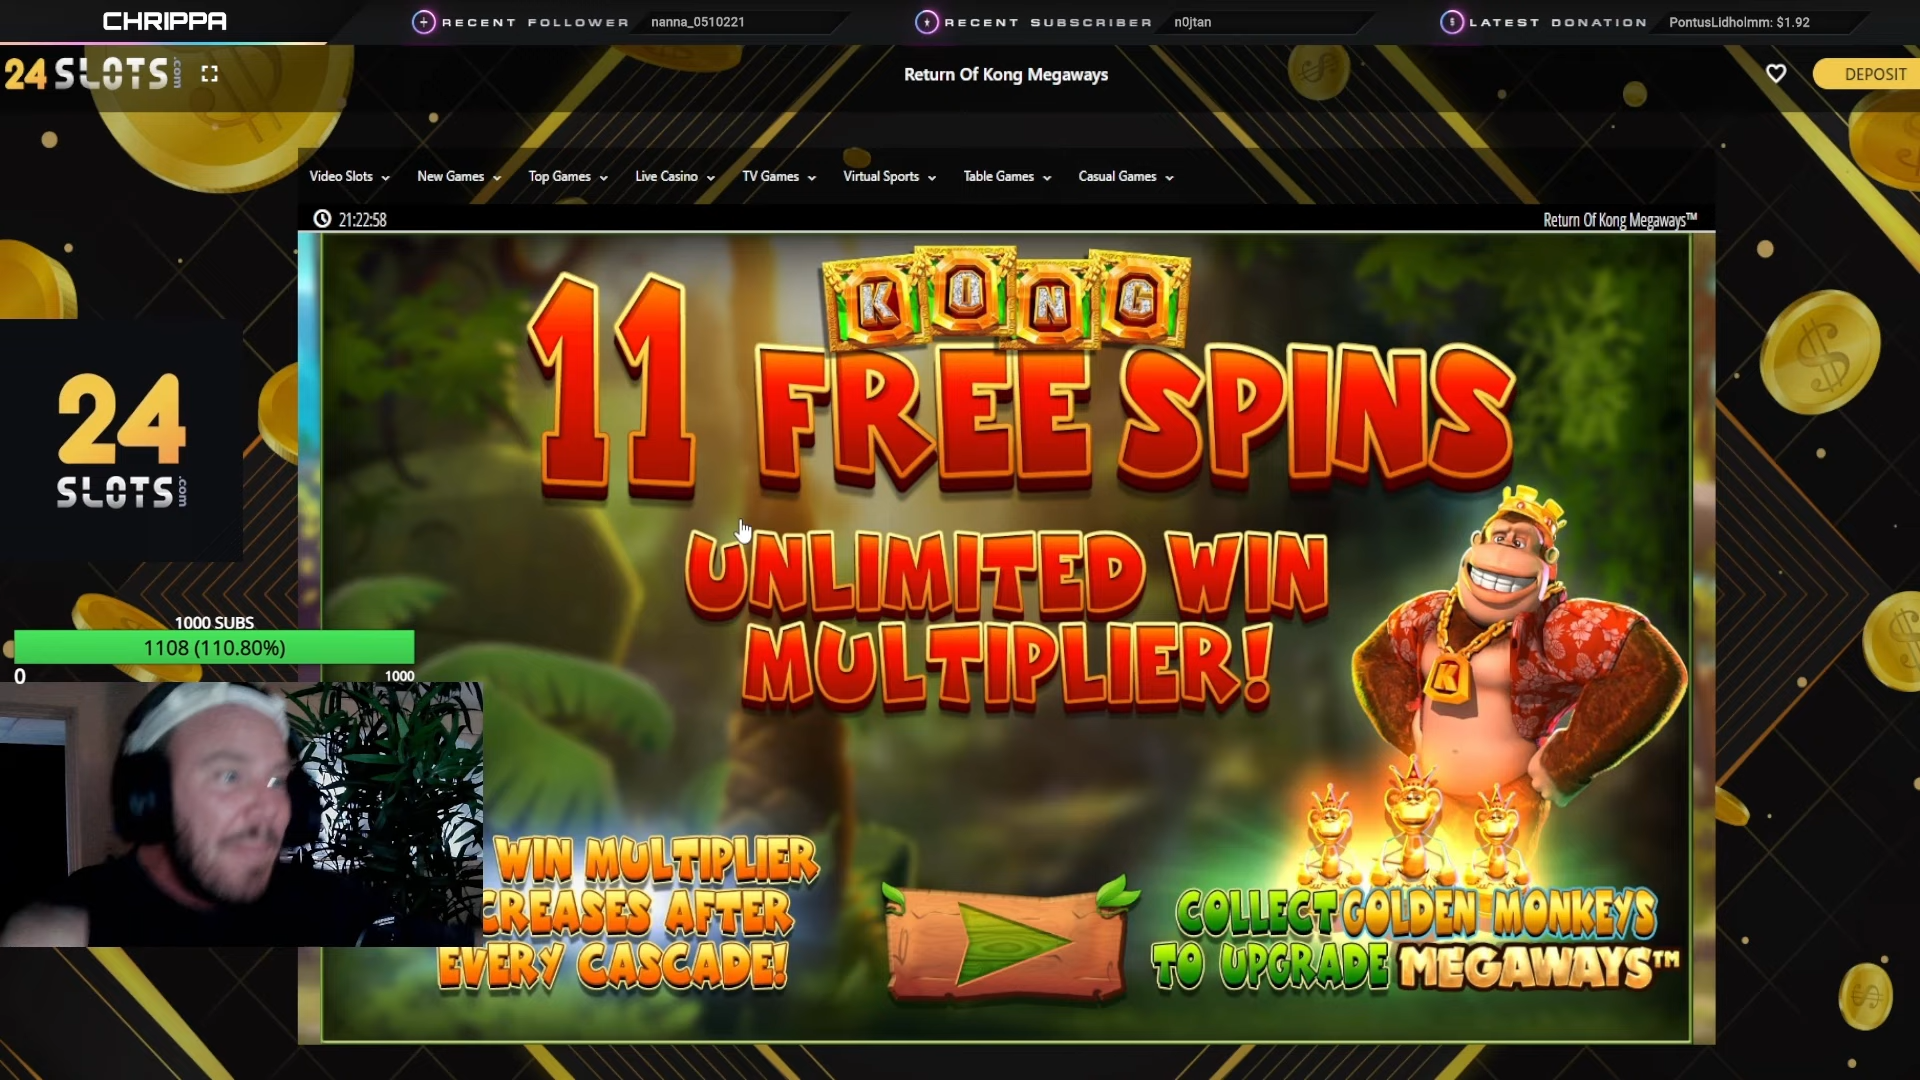 CHRIPPA
RECENT FOLLOWER nanna_0510221
RECENT SUBSCRIBER n0jtan
LATEST DONATION PontusLidholmm: $1.92
24 SLOTS .com
Return Of Kong Megaways
DEPOSIT
Video Slots New Games Top Games Live Casino TV Games Virtual Sports Table Games Casual Games
21:22:58
Return Of Kong Megaways™
KONG
11 FREE SPINS
UNLIMITED WIN
MULTIPLIER!
24
SLOTS .com
1000 SUBS
1108 (110.80%)
0 1000
K
WIN MULTIPLIER
CREASES AFTER
EVERY CASCADE!
COLLECT GOLDEN MONKEYS
TO UPGRADE MEGAWAYS™